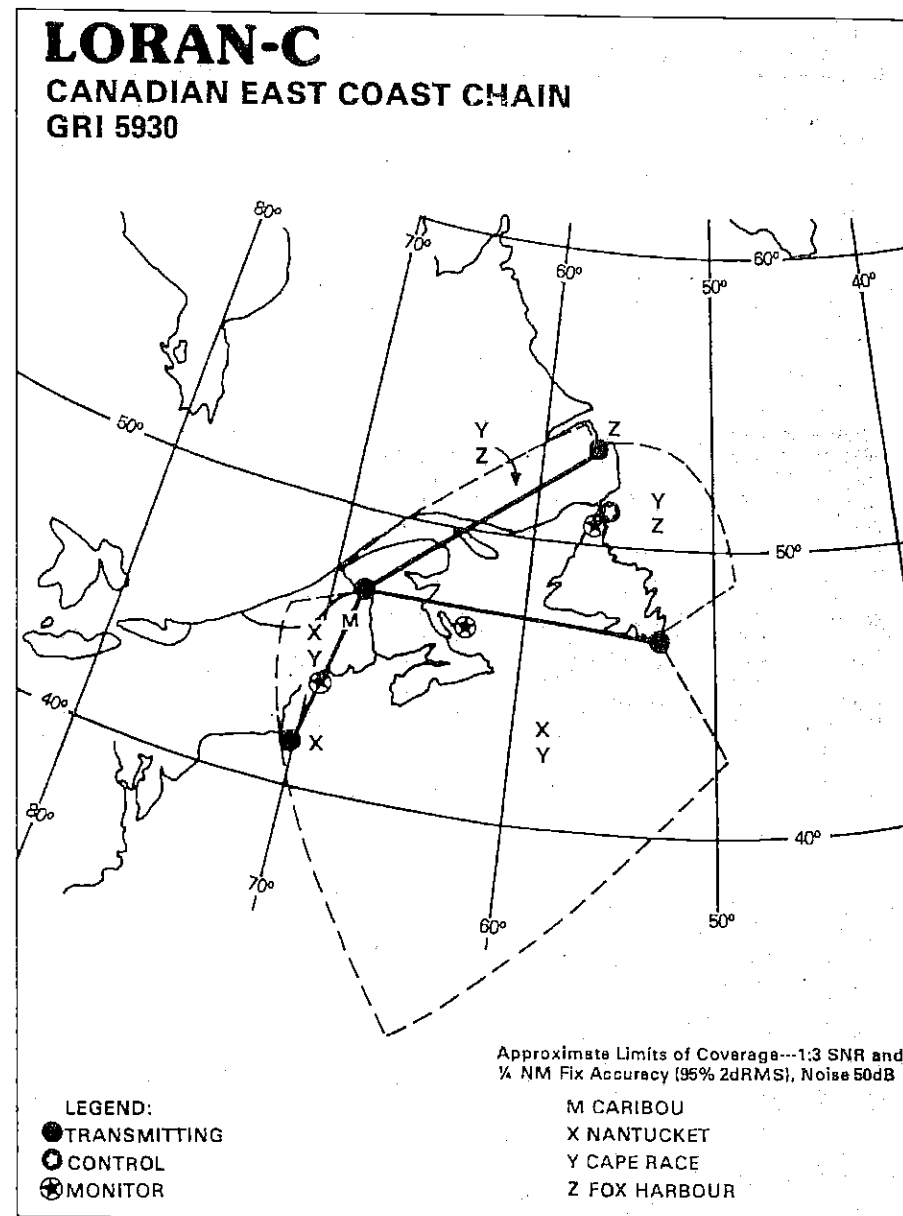 LORAN-C
CANADIAN EAST COAST CHAIN
GRI 5930
80°
70°
60°
60°
50°
40°
50°
Y
Z
Z
Y
Z
50°
M
X
Y
40°
X
X
Y
80°
40°
70°
60°
50°
Approximate Limits of Coverage---1:3 SNR and
¼ NM Fix Accuracy (95% 2dRMS), Noise 50dB
LEGEND:
TRANSMITTING
CONTROL
MONITOR
M CARIBOU
X NANTUCKET
Y CAPE RACE
Z FOX HARBOUR